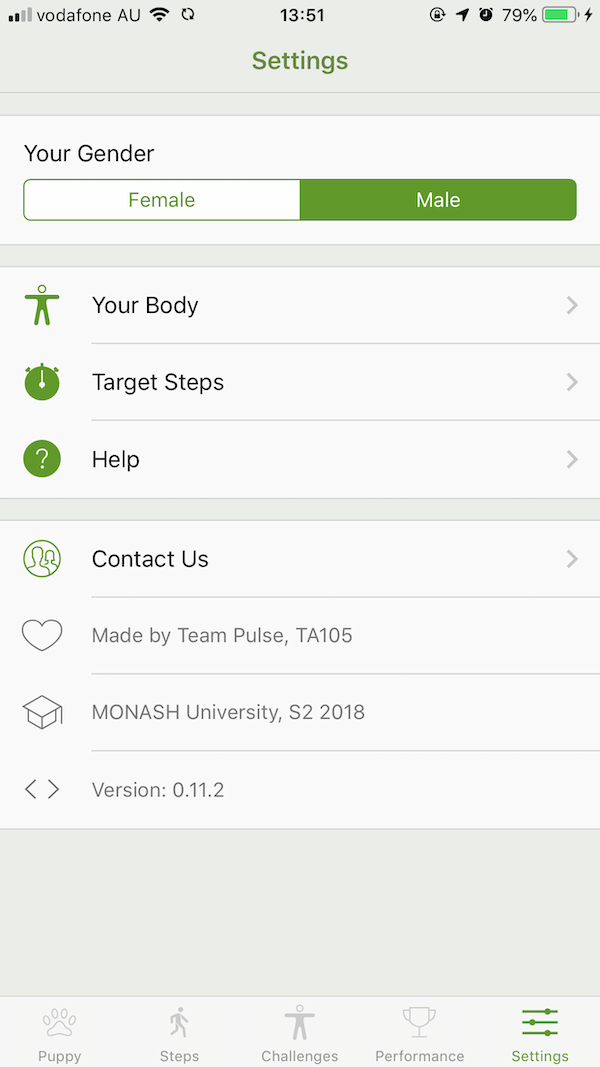 vodafone AU 13:51 79%
Settings
Your Gender
Female Male
Your Body
Target Steps
? Help
Contact Us
Made by Team Pulse, TA105
MONASH University, S2 2018
Version: 0.11.2
Puppy Steps Challenges Performance Settings